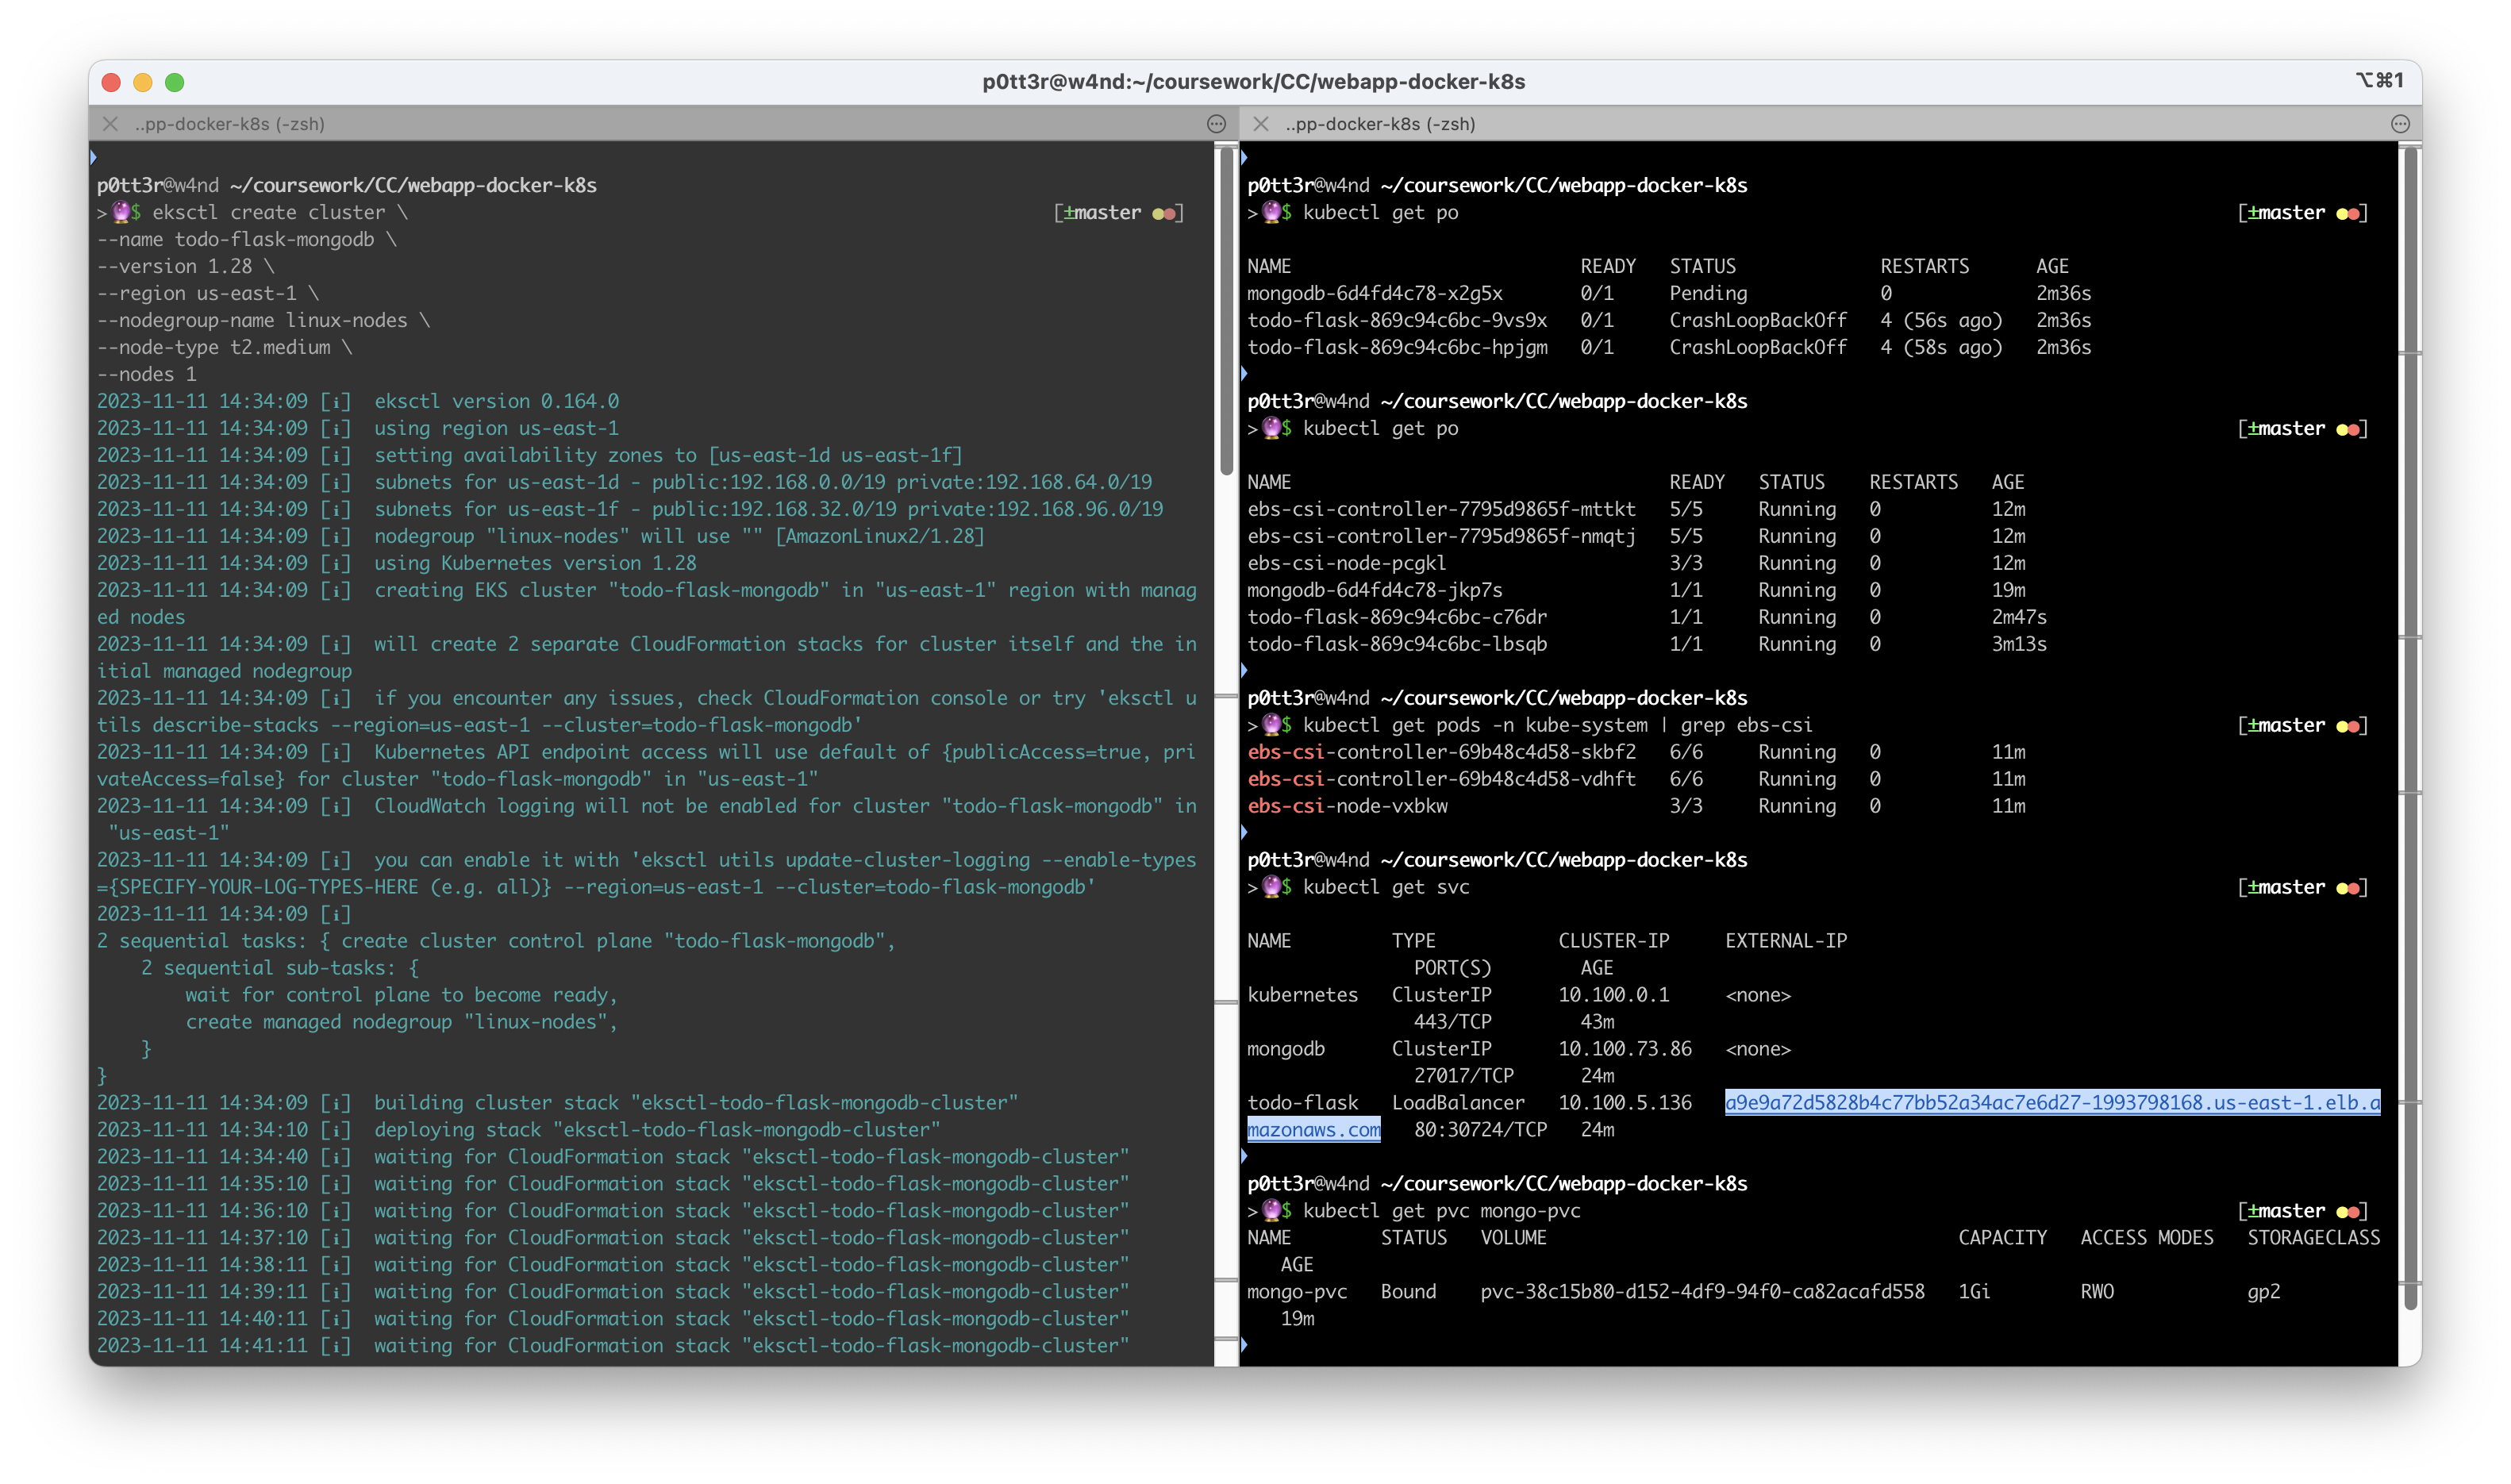 p0tt3r@w4nd:~/coursework/CC/webapp-docker-k8s
⌥⌘1
..pp-docker-k8s (-zsh)
p0tt3r@w4nd ~/coursework/CC/webapp-docker-k8s
>🔮$ eksctl create cluster \ [±master ●●]
--name todo-flask-mongodb \
--version 1.28 \
--region us-east-1 \
--nodegroup-name linux-nodes \
--node-type t2.medium \
--nodes 1
2023-11-11 14:34:09 [ℹ]  eksctl version 0.164.0
2023-11-11 14:34:09 [ℹ]  using region us-east-1
2023-11-11 14:34:09 [ℹ]  setting availability zones to [us-east-1d us-east-1f]
2023-11-11 14:34:09 [ℹ]  subnets for us-east-1d - public:192.168.0.0/19 private:192.168.64.0/19
2023-11-11 14:34:09 [ℹ]  subnets for us-east-1f - public:192.168.32.0/19 private:192.168.96.0/19
2023-11-11 14:34:09 [ℹ]  nodegroup "linux-nodes" will use "" [AmazonLinux2/1.28]
2023-11-11 14:34:09 [ℹ]  using Kubernetes version 1.28
2023-11-11 14:34:09 [ℹ]  creating EKS cluster "todo-flask-mongodb" in "us-east-1" region with manag
ed nodes
2023-11-11 14:34:09 [ℹ]  will create 2 separate CloudFormation stacks for cluster itself and the in
itial managed nodegroup
2023-11-11 14:34:09 [ℹ]  if you encounter any issues, check CloudFormation console or try 'eksctl u
tils describe-stacks --region=us-east-1 --cluster=todo-flask-mongodb'
2023-11-11 14:34:09 [ℹ]  Kubernetes API endpoint access will use default of {publicAccess=true, pri
vateAccess=false} for cluster "todo-flask-mongodb" in "us-east-1"
2023-11-11 14:34:09 [ℹ]  CloudWatch logging will not be enabled for cluster "todo-flask-mongodb" in
 "us-east-1"
2023-11-11 14:34:09 [ℹ]  you can enable it with 'eksctl utils update-cluster-logging --enable-types
={SPECIFY-YOUR-LOG-TYPES-HERE (e.g. all)} --region=us-east-1 --cluster=todo-flask-mongodb'
2023-11-11 14:34:09 [ℹ]
2 sequential tasks: { create cluster control plane "todo-flask-mongodb",
    2 sequential sub-tasks: {
        wait for control plane to become ready,
        create managed nodegroup "linux-nodes",
    }
}
2023-11-11 14:34:09 [ℹ]  building cluster stack "eksctl-todo-flask-mongodb-cluster"
2023-11-11 14:34:10 [ℹ]  deploying stack "eksctl-todo-flask-mongodb-cluster"
2023-11-11 14:34:40 [ℹ]  waiting for CloudFormation stack "eksctl-todo-flask-mongodb-cluster"
2023-11-11 14:35:10 [ℹ]  waiting for CloudFormation stack "eksctl-todo-flask-mongodb-cluster"
2023-11-11 14:36:10 [ℹ]  waiting for CloudFormation stack "eksctl-todo-flask-mongodb-cluster"
2023-11-11 14:37:10 [ℹ]  waiting for CloudFormation stack "eksctl-todo-flask-mongodb-cluster"
2023-11-11 14:38:11 [ℹ]  waiting for CloudFormation stack "eksctl-todo-flask-mongodb-cluster"
2023-11-11 14:39:11 [ℹ]  waiting for CloudFormation stack "eksctl-todo-flask-mongodb-cluster"
2023-11-11 14:40:11 [ℹ]  waiting for CloudFormation stack "eksctl-todo-flask-mongodb-cluster"
2023-11-11 14:41:11 [ℹ]  waiting for CloudFormation stack "eksctl-todo-flask-mongodb-cluster"
..pp-docker-k8s (-zsh)
p0tt3r@w4nd ~/coursework/CC/webapp-docker-k8s
>🔮$ kubectl get po [±master ●●]
NAME READY STATUS RESTARTS AGE
mongodb-6d4fd4c78-x2g5x 0/1 Pending 0 2m36s
todo-flask-869c94c6bc-9vs9x 0/1 CrashLoopBackOff 4 (56s ago) 2m36s
todo-flask-869c94c6bc-hpjgm 0/1 CrashLoopBackOff 4 (58s ago) 2m36s
p0tt3r@w4nd ~/coursework/CC/webapp-docker-k8s
>🔮$ kubectl get po [±master ●●]
NAME READY STATUS RESTARTS AGE
ebs-csi-controller-7795d9865f-mttkt 5/5 Running 0 12m
ebs-csi-controller-7795d9865f-nmqtj 5/5 Running 0 12m
ebs-csi-node-pcgkl 3/3 Running 0 12m
mongodb-6d4fd4c78-jkp7s 1/1 Running 0 19m
todo-flask-869c94c6bc-c76dr 1/1 Running 0 2m47s
todo-flask-869c94c6bc-lbsqb 1/1 Running 0 3m13s
p0tt3r@w4nd ~/coursework/CC/webapp-docker-k8s
>🔮$ kubectl get pods -n kube-system | grep ebs-csi [±master ●●]
ebs-csi-controller-69b48c4d58-skbf2 6/6 Running 0 11m
ebs-csi-controller-69b48c4d58-vdhft 6/6 Running 0 11m
ebs-csi-node-vxbkw 3/3 Running 0 11m
p0tt3r@w4nd ~/coursework/CC/webapp-docker-k8s
>🔮$ kubectl get svc [±master ●●]
NAME TYPE CLUSTER-IP EXTERNAL-IP
PORT(S) AGE
kubernetes ClusterIP 10.100.0.1 <none>
443/TCP 43m
mongodb ClusterIP 10.100.73.86 <none>
27017/TCP 24m
todo-flask LoadBalancer 10.100.5.136 a9e9a72d5828b4c77bb52a34ac7e6d27-1993798168.us-east-1.elb.a
mazonaws.com 80:30724/TCP 24m
p0tt3r@w4nd ~/coursework/CC/webapp-docker-k8s
>🔮$ kubectl get pvc mongo-pvc [±master ●●]
NAME STATUS VOLUME CAPACITY ACCESS MODES STORAGECLASS
AGE
mongo-pvc Bound pvc-38c15b80-d152-4df9-94f0-ca82acafd558 1Gi RWO gp2
19m